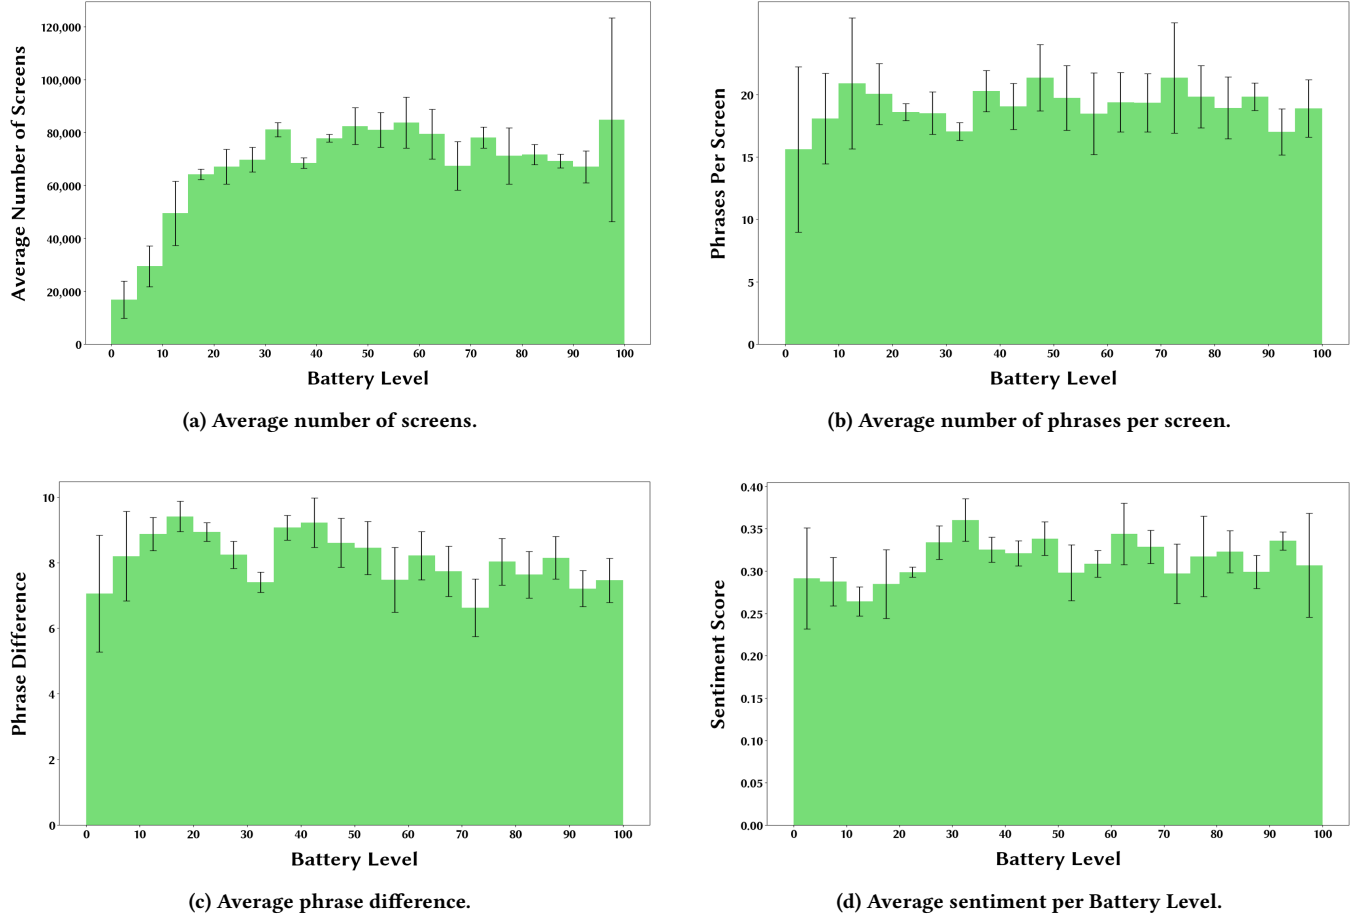 120,000
100,000
80,000
60,000
40,000
20,000
0
Average Number of Screens
0 10 20 30 40 50 60 70 80 90 100
Battery Level
(a) Average number of screens.
20
15
10
5
0
Phrases Per Screen
0 10 20 30 40 50 60 70 80 90 100
Battery Level
(b) Average number of phrases per screen.
10
8
6
4
2
0
Phrase Difference
0 10 20 30 40 50 60 70 80 90 100
Battery Level
(c) Average phrase difference.
0.40
0.35
0.30
0.25
0.20
0.15
0.10
0.05
0.00
Sentiment Score
0 10 20 30 40 50 60 70 80 90 100
Battery Level
(d) Average sentiment per Battery Level.